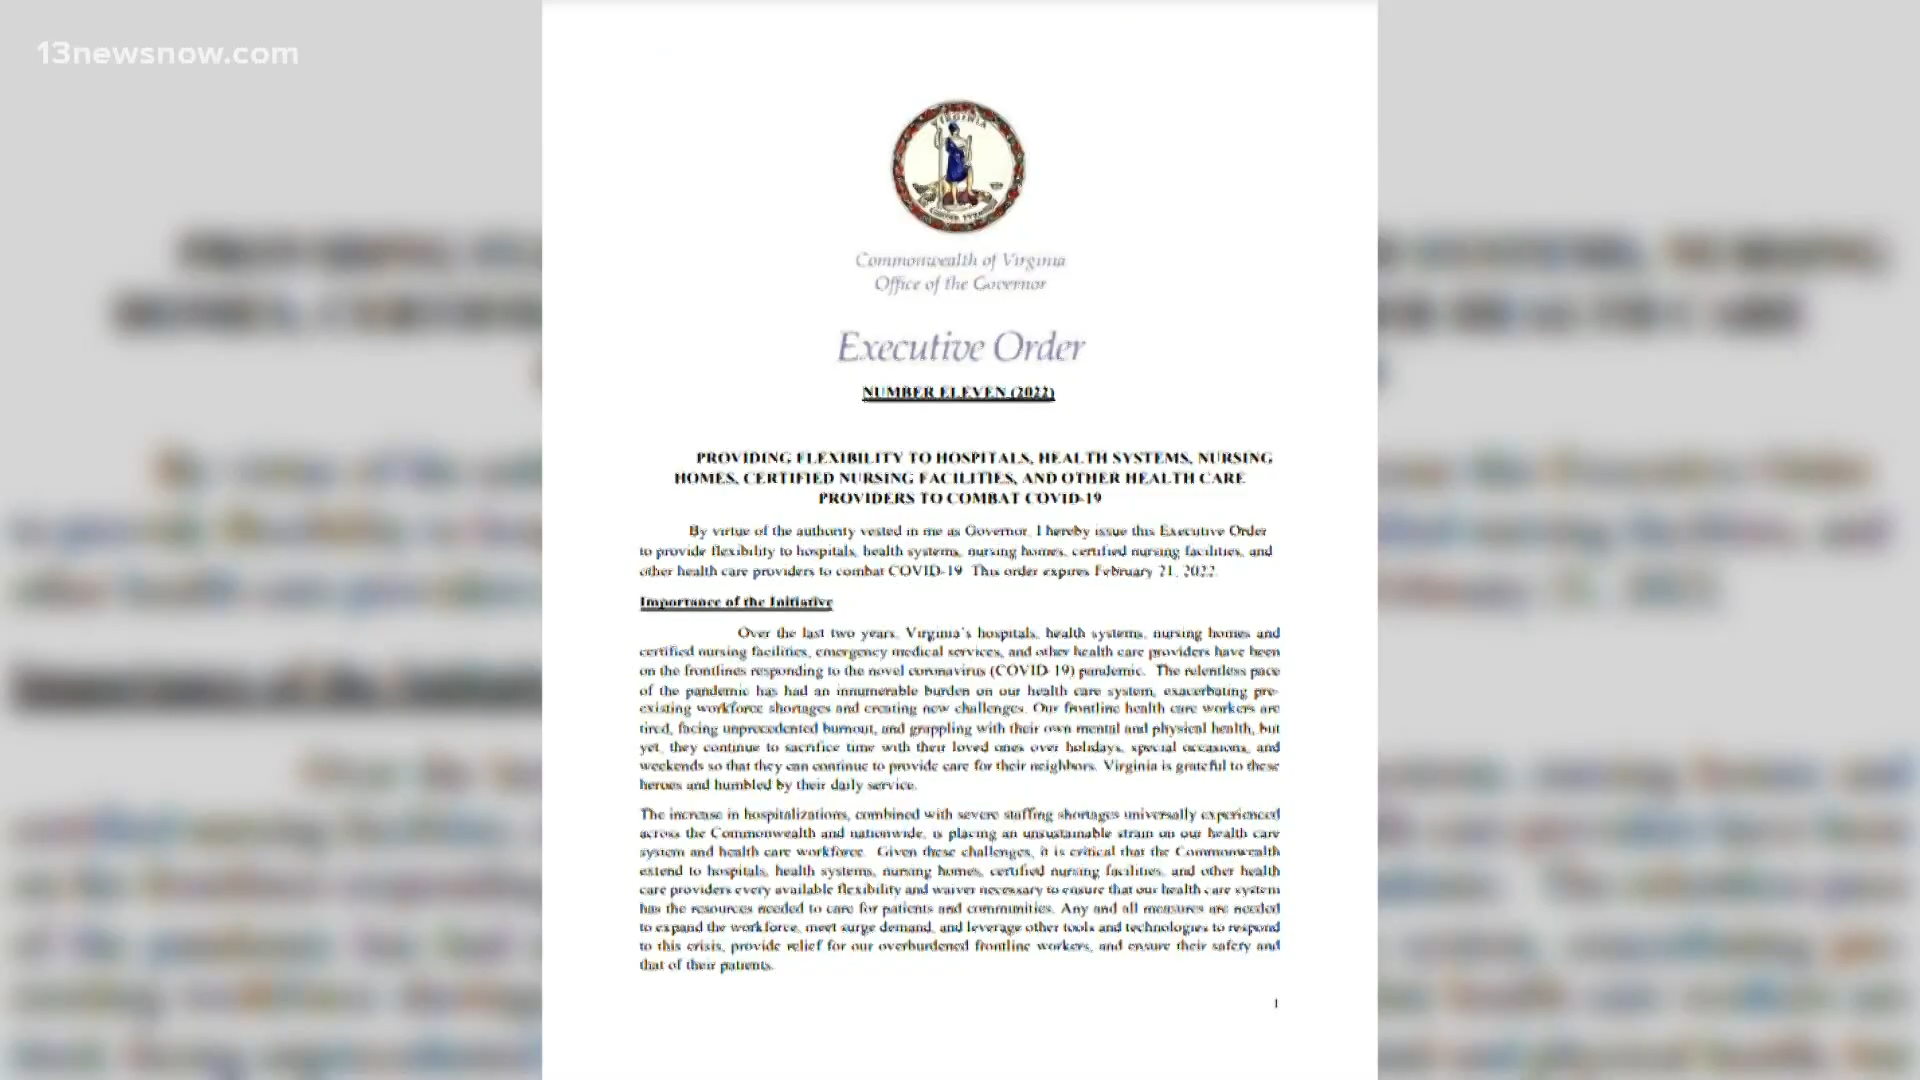 13newsnow.com
VIRGINIA
Commonwealth of Virginia
Office of the Governor
Executive Order
NUMBER ELEVEN (2022)
PROVIDING FLEXIBILITY TO HOSPITALS, HEALTH SYSTEMS, NURSING
HOMES, CERTIFIED NURSING FACILITIES, AND OTHER HEALTH CARE
PROVIDERS TO COMBAT COVID-19
By virtue of the authority vested in me as Governor, I hereby issue this Executive Order
to provide flexibility to hospitals, health systems, nursing homes, certified nursing facilities, and
other health care providers to combat COVID-19. This order expires February 21, 2022.
Importance of the Initiative
Over the last two years, Virginia's hospitals, health systems, nursing homes and
certified nursing facilities, emergency medical services, and other health care providers have been
on the frontlines responding to the novel coronavirus (COVID-19) pandemic. The relentless pace
of the pandemic has had an innumerable burden on our health care system, exacerbating pre-
existing workforce shortages and creating new challenges. Our frontline health care workers are
tired, facing unprecedented burnout, and grappling with their own mental and physical health, but
yet, they continue to sacrifice time with their loved ones over holidays, special occasions, and
weekends so that they can continue to provide care for their neighbors. Virginia is grateful to these
heroes and humbled by their daily service.
The increase in hospitalizations, combined with severe staffing shortages universally experienced
across the Commonwealth and nationwide, is placing an unsustainable strain on our health care
system and health care workforce. Given these challenges, it is critical that the Commonwealth
extend to hospitals, health systems, nursing homes, certified nursing facilities, and other health
care providers every available flexibility and waiver necessary to ensure that our health care system
has the resources needed to care for patients and communities. Any and all measures are needed
to expand the workforce, meet surge demand, and leverage other tools and technologies to respond
to this crisis, provide relief for our overburdened frontline workers, and ensure their safety and
that of their patients.
1